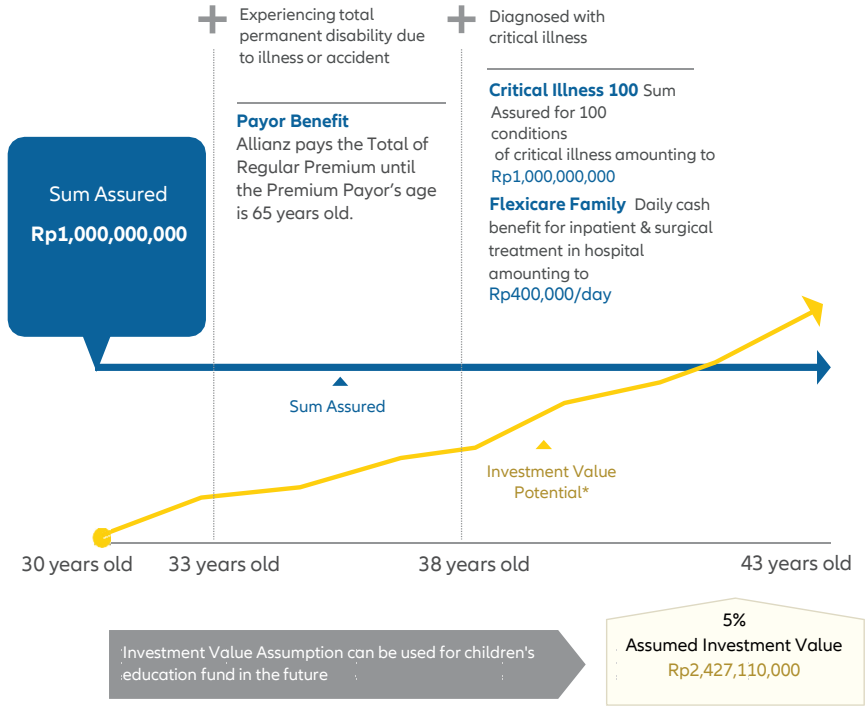 Experiencing total
permanent disability due
to illness or accident
Payor Benefit
Allianz pays the Total of
Regular Premium until
the Premium Payor's age
is 65 years old.
Diagnosed with
critical illness
Critical Illness 100 Sum
Assured for 100
conditions
of critical illness amounting to
Rp1,000,000,000
Flexicare Family Daily cash
benefit for inpatient & surgical
treatment in hospital
amounting to
Rp400,000/day
Sum Assured
Rp1,000,000,000
Sum Assured
Investment Value
Potential*
30 years old
33 years old
38 years old
43 years old
*Investment Value Assumption can be used for children's
education fund in the future
5%
Assumed Investment Value
Rp2,427,110,000